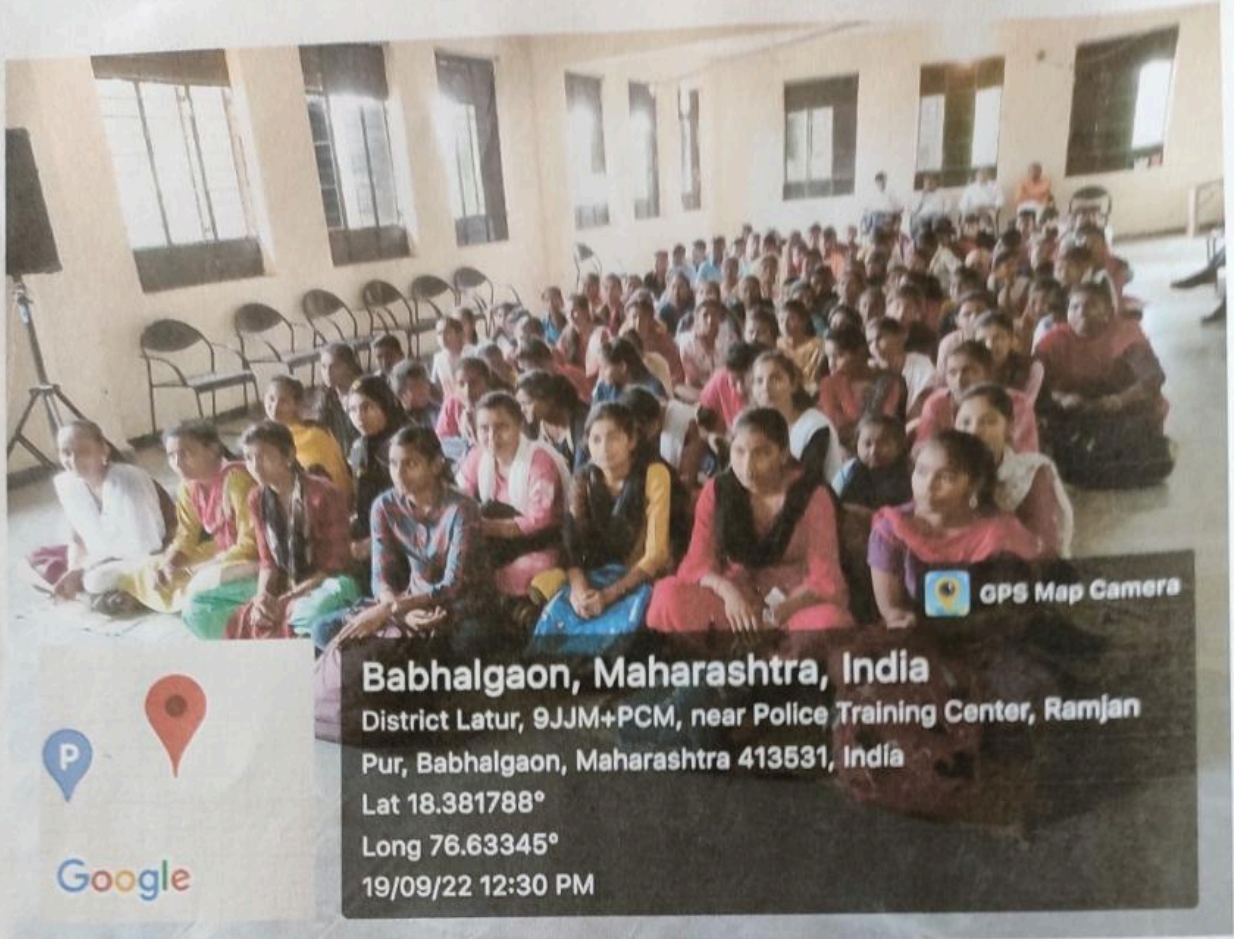 GPS Map Camera
Babhalgaon, Maharashtra, India
District Latur, 9JJM+PCM, near Police Training Center, Ramjan
Pur, Babhalgaon, Maharashtra 413531, India
Lat 18.381788°
Long 76.63345°
19/09/22 12:30 PM
P
Google